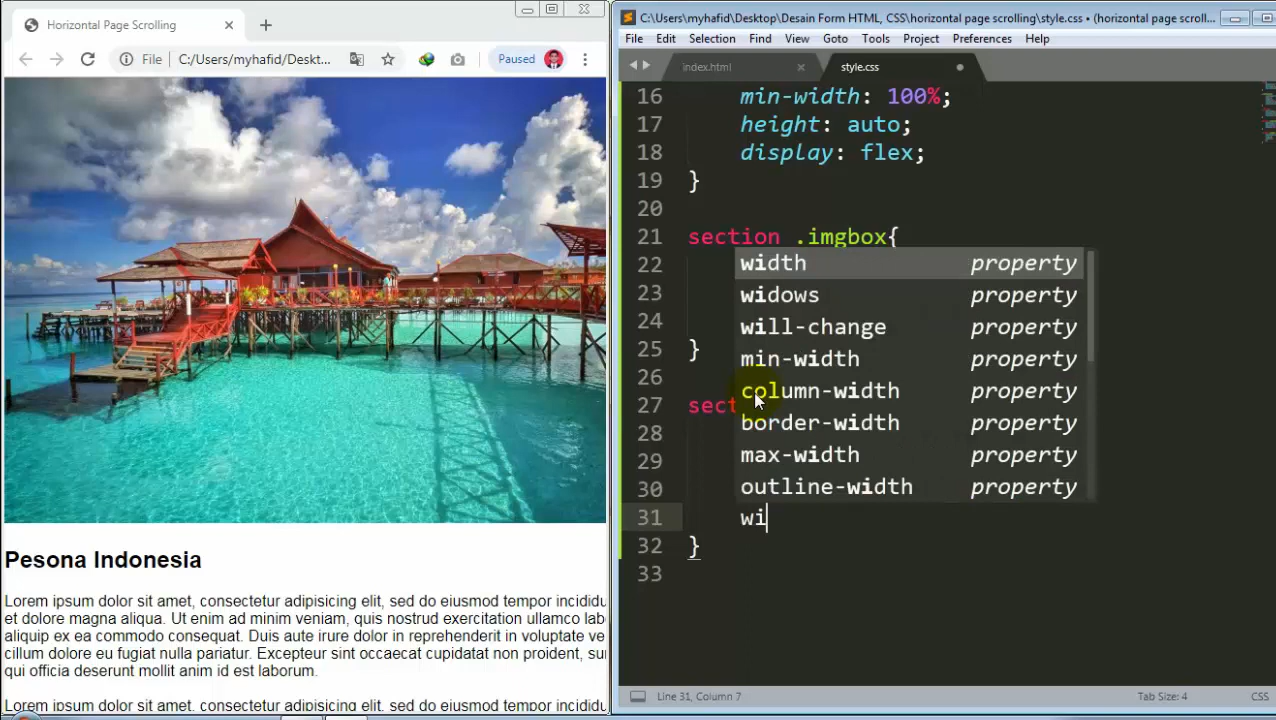 Horizontal Page Scrolling
File
C:/Users/myhafid/Deskt...
Paused
Pesona Indonesia
Lorem ipsum dolor sit amet, consectetur adipisicing elit, sed do eiusmod tempor incididu
et dolore magna aliqua. Ut enim ad minim veniam, quis nostrud exercitation ullamco lab
aliquip ex ea commodo consequat. Duis aute irure dolor in reprehenderit in voluptate ve
cillum dolore eu fugiat nulla pariatur. Excepteur sint occaecat cupidatat non proident, su
qui officia deserunt mollit anim id est laborum.
Lorem ipsum dolor sit amet, consectetur adipisicing elit, sed do eiusmod tempor incididu
C:\Users\myhafid\Desktop\Desain Form HTML, CSS\horizontal page scrolling\style.css • (horizontal page scroll...
File Edit Selection Find View Goto Tools Project Preferences Help
index.html
style.css
16 min-width: 100%;
17 height: auto;
18 display: flex;
19 }
20
21 section .imgbox{
22 width property
23 widows property
24 will-change property
25 } min-width property
26 column-width property
27 sect border-width property
28 max-width property
29 outline-width property
30
31 wi
32 }
33
Line 31, Column 7
Tab Size: 4
CSS